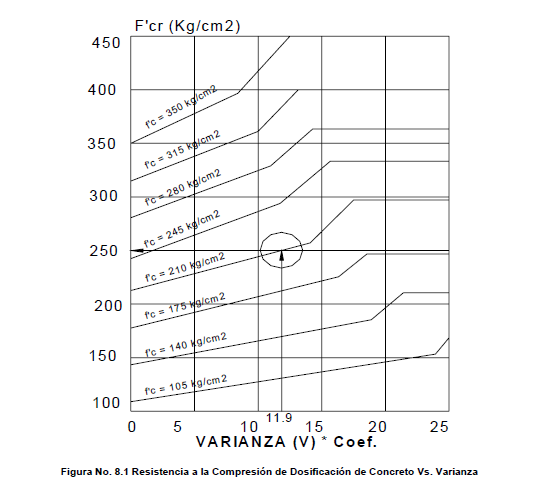 F'cr (Kg/cm2)
450
400
350
300
250
200
150
100
f'c = 350 kg/cm2
f'c = 315 kg/cm2
f'c = 280 kg/cm2
f'c = 245 kg/cm2
f'c = 210 kg/cm2
f'c = 175 kg/cm2
f'c = 140 kg/cm2
f'c = 105 kg/cm2
0 5 10 11.9 15 20 25
VARIANZA (V) * Coef.
Figura No. 8.1 Resistencia a la Compresión de Dosificación de Concreto Vs. Varianza